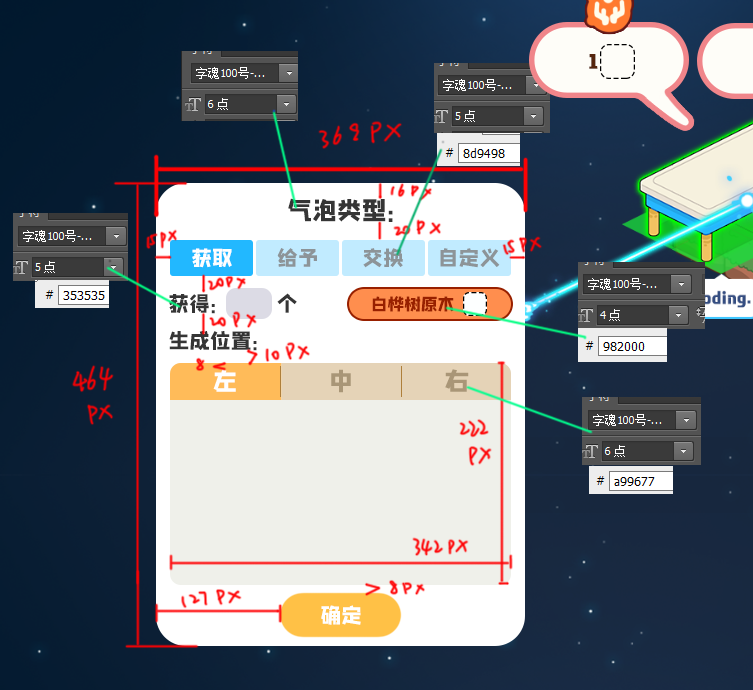 1
字魂100号-...
6 点
字魂100号-...
5 点
# 8d9498
369 PX
464 PX
气泡类型:
16 PX
20 PX
15 PX
获取 给予 交换 自定义
15 PX
字魂100号-...
5 点
# 353535
20 PX
获得: 个
白桦树原木
20 PX
生成位置:
8 <
> 10 PX
字魂100号-...
4 点
# 982000
oding.
左 中 右
222 PX
字魂100号-...
6 点
# a99677
342 PX
> 8 PX
127 PX
确定